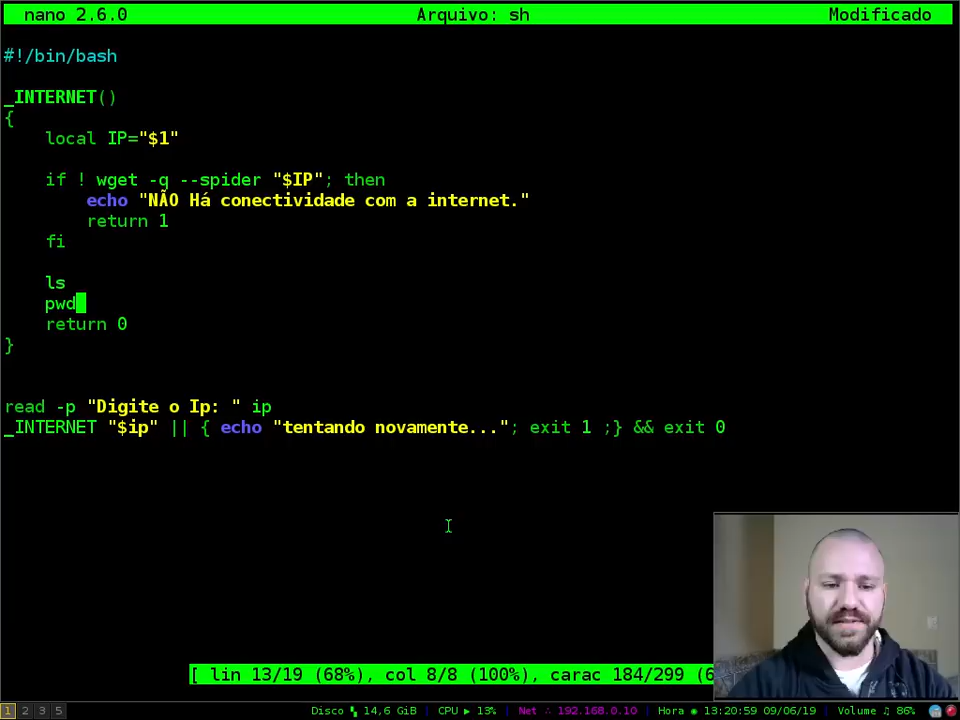 nano 2.6.0 Arquivo: sh Modificado
#!/bin/bash
_INTERNET()
{
local IP="$1"
if ! wget -q --spider "$IP"; then
echo "NÃO Há conectividade com a internet."
return 1
fi
ls
pwd
return 0
}
read -p "Digite o Ip: " ip
_INTERNET "$ip" || { echo "tentando novamente..."; exit 1 ;} && exit 0
[ lin 13/19 (68%), col 8/8 (100%), carac 184/299 (6
1 2 3 5 Disco 14,6 GiB | CPU ▶ 13% | Net 192.168.0.10 | Hora ◉ 13:20:59 09/06/19 | Volume ♫ 86%